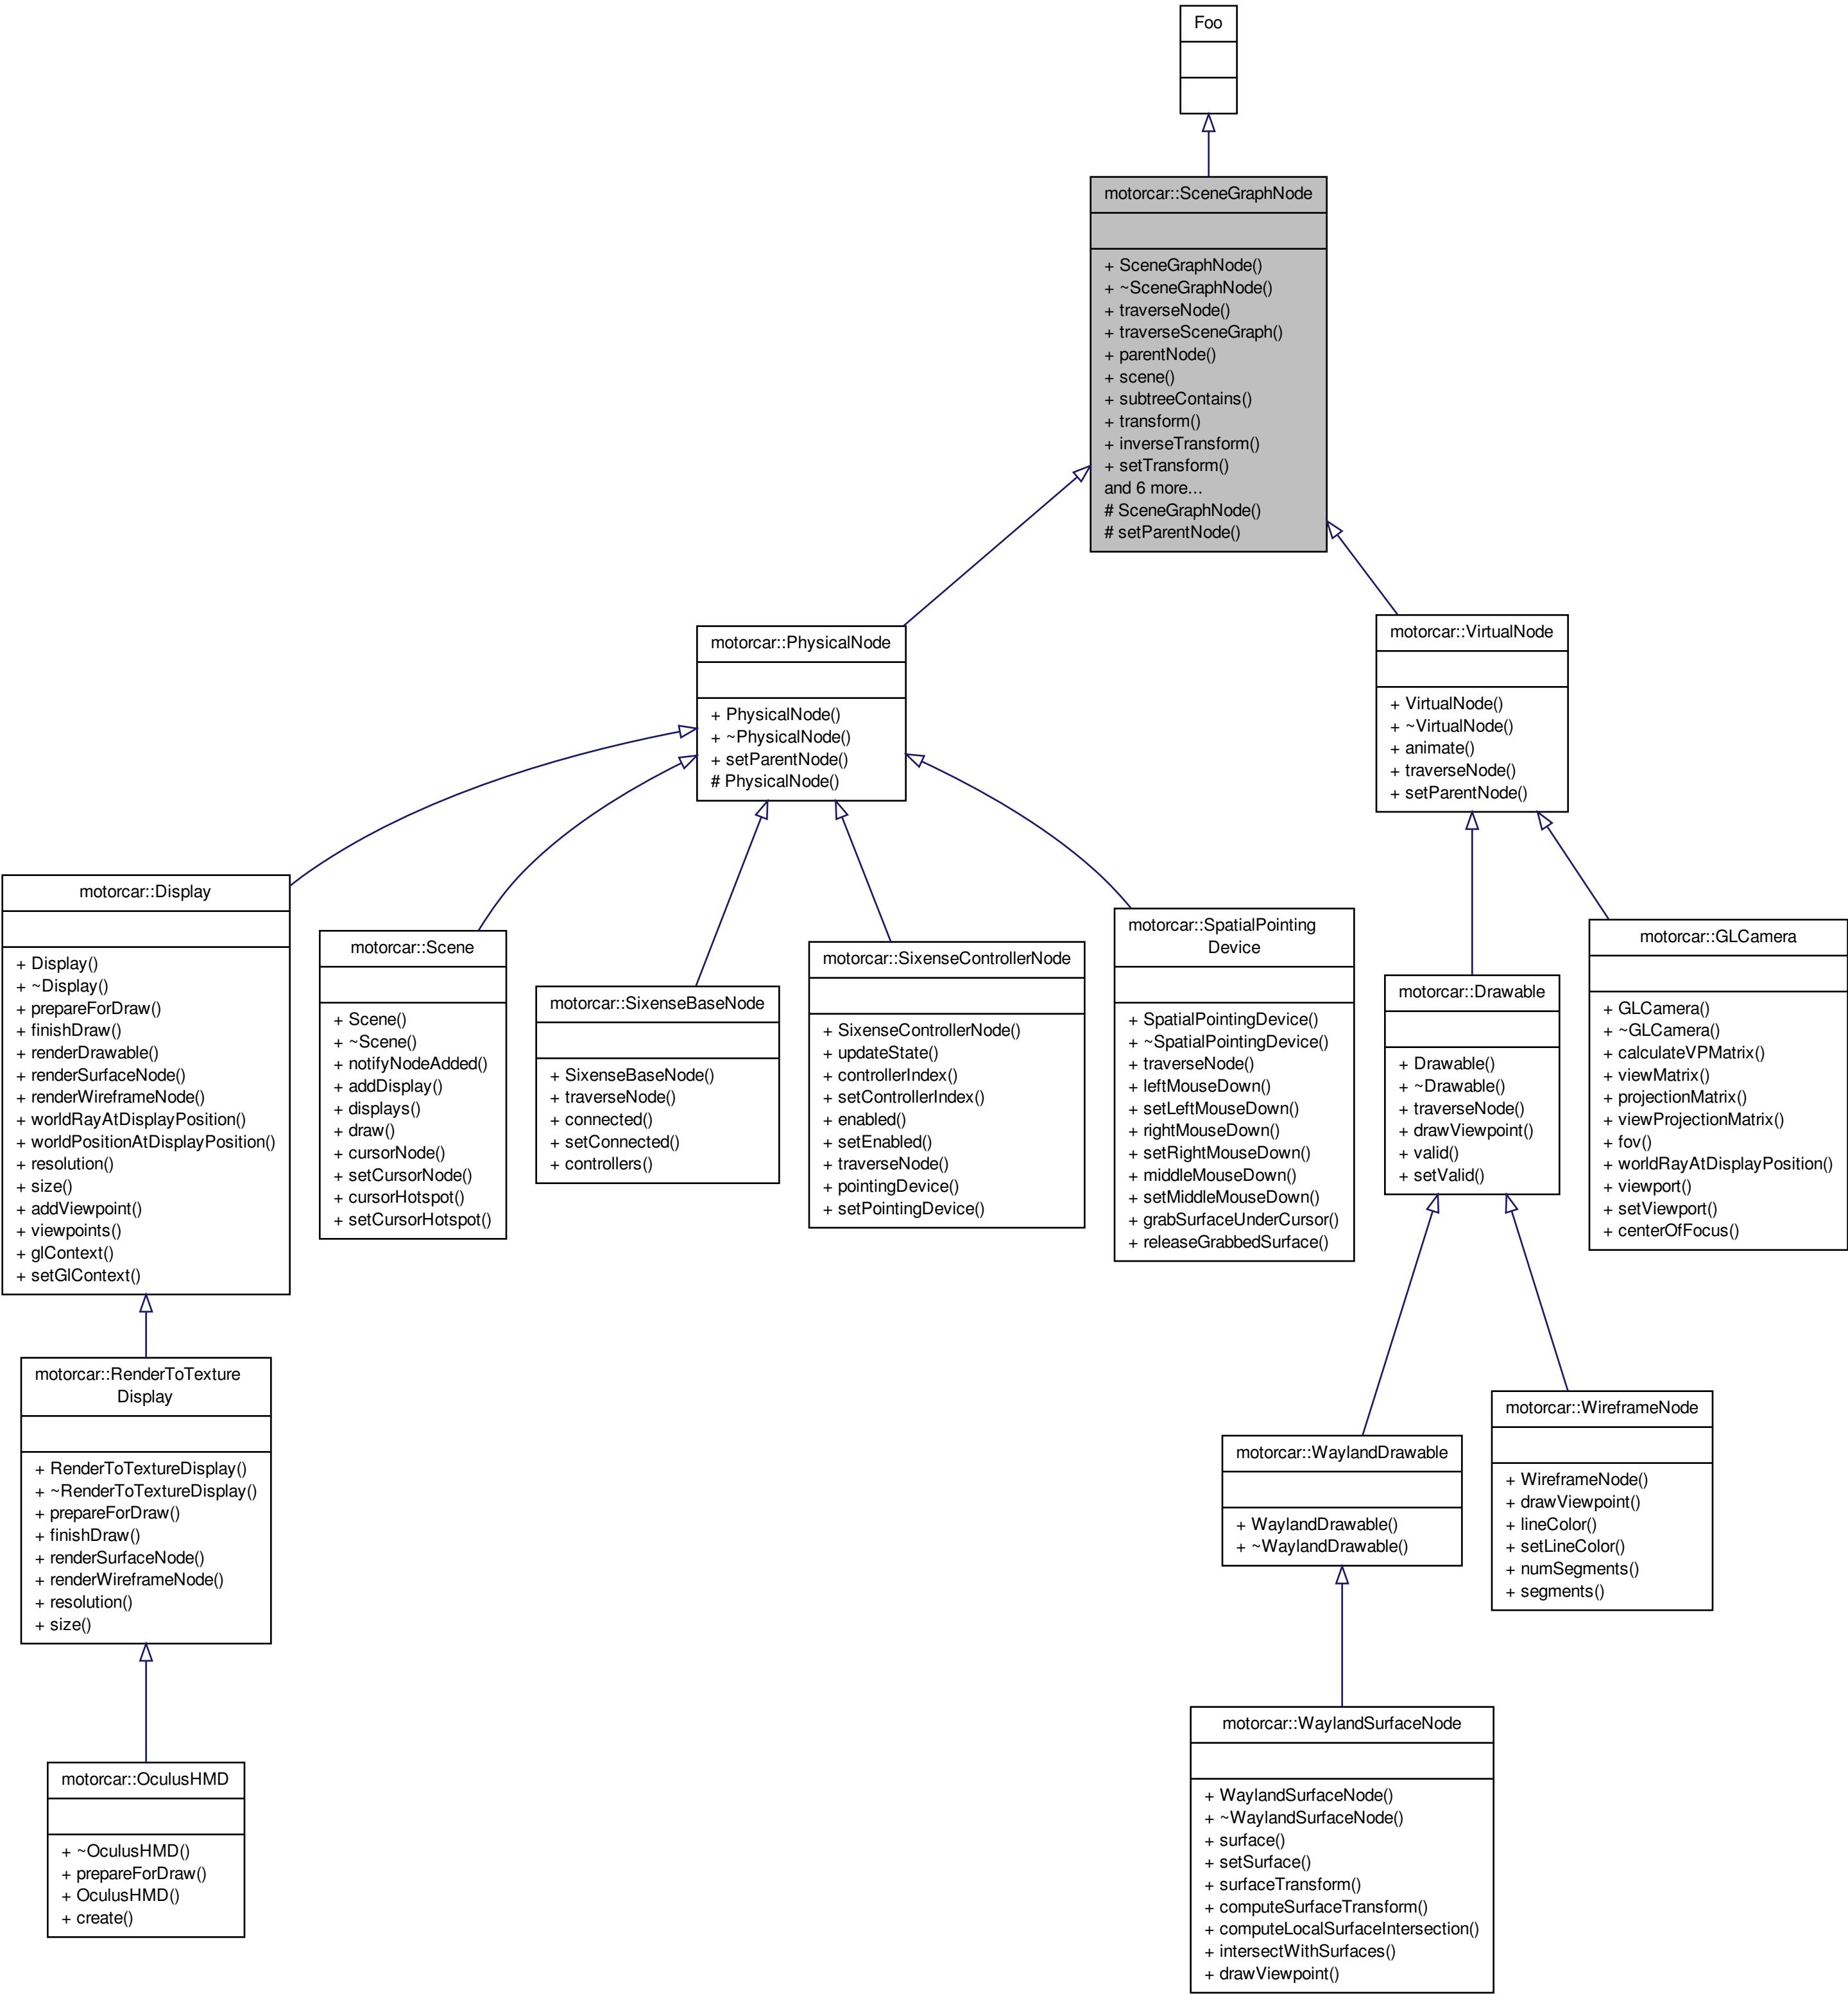 Foo
motorcar::SceneGraphNode
+ SceneGraphNode()
+ ~SceneGraphNode()
+ traverseNode()
+ traverseSceneGraph()
+ parentNode()
+ scene()
+ subtreeContains()
+ transform()
+ inverseTransform()
+ setTransform()
and 6 more...
# SceneGraphNode()
# setParentNode()
motorcar::PhysicalNode
+ PhysicalNode()
+ ~PhysicalNode()
+ setParentNode()
# PhysicalNode()
motorcar::VirtualNode
+ VirtualNode()
+ ~VirtualNode()
+ animate()
+ traverseNode()
+ setParentNode()
motorcar::Display
+ Display()
+ ~Display()
+ prepareForDraw()
+ finishDraw()
+ renderDrawable()
+ renderSurfaceNode()
+ renderWireframeNode()
+ worldRayAtDisplayPosition()
+ worldPositionAtDisplayPosition()
+ resolution()
+ size()
+ addViewpoint()
+ viewpoints()
+ glContext()
+ setGlContext()
motorcar::Scene
+ Scene()
+ ~Scene()
+ notifyNodeAdded()
+ addDisplay()
+ displays()
+ draw()
+ cursorNode()
+ setCursorNode()
+ cursorHotspot()
+ setCursorHotspot()
motorcar::SixenseBaseNode
+ SixenseBaseNode()
+ traverseNode()
+ connected()
+ setConnected()
+ controllers()
motorcar::SixenseControllerNode
+ SixenseControllerNode()
+ updateState()
+ controllerIndex()
+ setControllerIndex()
+ enabled()
+ setEnabled()
+ traverseNode()
+ pointingDevice()
+ setPointingDevice()
motorcar::SpatialPointing
Device
+ SpatialPointingDevice()
+ ~SpatialPointingDevice()
+ traverseNode()
+ leftMouseDown()
+ setLeftMouseDown()
+ rightMouseDown()
+ setRightMouseDown()
+ middleMouseDown()
+ setMiddleMouseDown()
+ grabSurfaceUnderCursor()
+ releaseGrabbedSurface()
motorcar::Drawable
+ Drawable()
+ ~Drawable()
+ traverseNode()
+ drawViewpoint()
+ valid()
+ setValid()
motorcar::GLCamera
+ GLCamera()
+ ~GLCamera()
+ calculateVPMatrix()
+ viewMatrix()
+ projectionMatrix()
+ viewProjectionMatrix()
+ fov()
+ worldRayAtDisplayPosition()
+ viewport()
+ setViewport()
+ centerOfFocus()
motorcar::RenderToTexture
Display
+ RenderToTextureDisplay()
+ ~RenderToTextureDisplay()
+ prepareForDraw()
+ finishDraw()
+ renderSurfaceNode()
+ renderWireframeNode()
+ resolution()
+ size()
motorcar::WaylandDrawable
+ WaylandDrawable()
+ ~WaylandDrawable()
motorcar::WireframeNode
+ WireframeNode()
+ drawViewpoint()
+ lineColor()
+ setLineColor()
+ numSegments()
+ segments()
motorcar::OculusHMD
+ ~OculusHMD()
+ prepareForDraw()
+ OculusHMD()
+ create()
motorcar::WaylandSurfaceNode
+ WaylandSurfaceNode()
+ ~WaylandSurfaceNode()
+ surface()
+ setSurface()
+ surfaceTransform()
+ computeSurfaceTransform()
+ computeLocalSurfaceIntersection()
+ intersectWithSurfaces()
+ drawViewpoint()